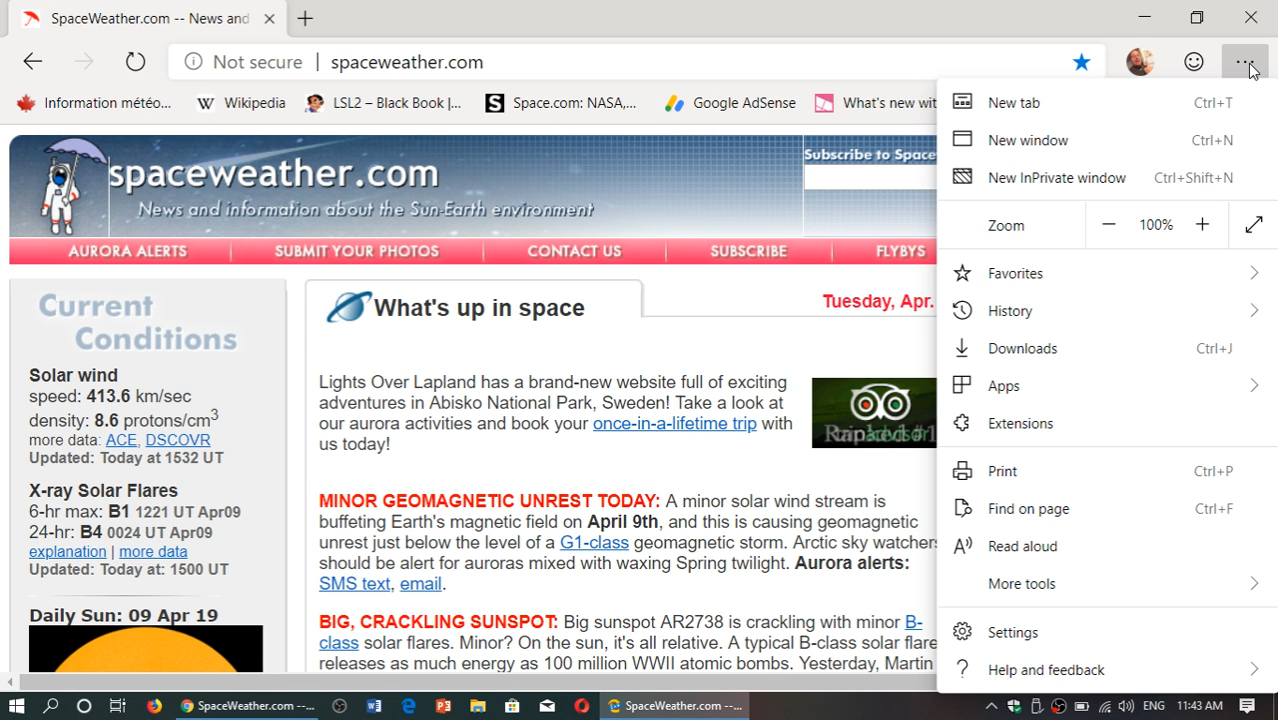 SpaceWeather.com -- News and
Not secure | spaceweather.com
Information météo...
Wikipedia
LSL2 – Black Book |...
Space.com: NASA,...
Google AdSense
What's new wit
spaceweather.com
News and information about the Sun-Earth environment
Subscribe to Space
AURORA ALERTS
SUBMIT YOUR PHOTOS
CONTACT US
SUBSCRIBE
FLYBYS
Current
Conditions
Solar wind
speed: 413.6 km/sec
density: 8.6 protons/cm3
more data: ACE, DSCOVR
Updated: Today at 1532 UT
X-ray Solar Flares
6-hr max: B1 1221 UT Apr09
24-hr: B4 0024 UT Apr09
explanation | more data
Updated: Today at: 1500 UT
Daily Sun: 09 Apr 19
What's up in space
Tuesday, Apr.
Lights Over Lapland has a brand-new website full of exciting
adventures in Abisko National Park, Sweden! Take a look at
our aurora activities and book your once-in-a-lifetime trip with
us today!
MINOR GEOMAGNETIC UNREST TODAY: A minor solar wind stream is
buffeting Earth's magnetic field on April 9th, and this is causing geomagnetic
unrest just below the level of a G1-class geomagnetic storm. Arctic sky watchers
should be alert for auroras mixed with waxing Spring twilight. Aurora alerts:
SMS text, email.
BIG, CRACKLING SUNSPOT: Big sunspot AR2738 is crackling with minor B-
class solar flares. Minor? On the sun, it's all relative. A typical B-class solar flare
releases as much energy as 100 million WWII atomic bombs. Yesterday, Martin
New tab Ctrl+T
New window Ctrl+N
New InPrivate window Ctrl+Shift+N
Zoom 100%
Favorites
History
Downloads Ctrl+J
Apps
Extensions
Print Ctrl+P
Find on page Ctrl+F
Read aloud
More tools
Settings
Help and feedback
SpaceWeather.com --...
SpaceWeather.com --...
ENG
11:43 AM